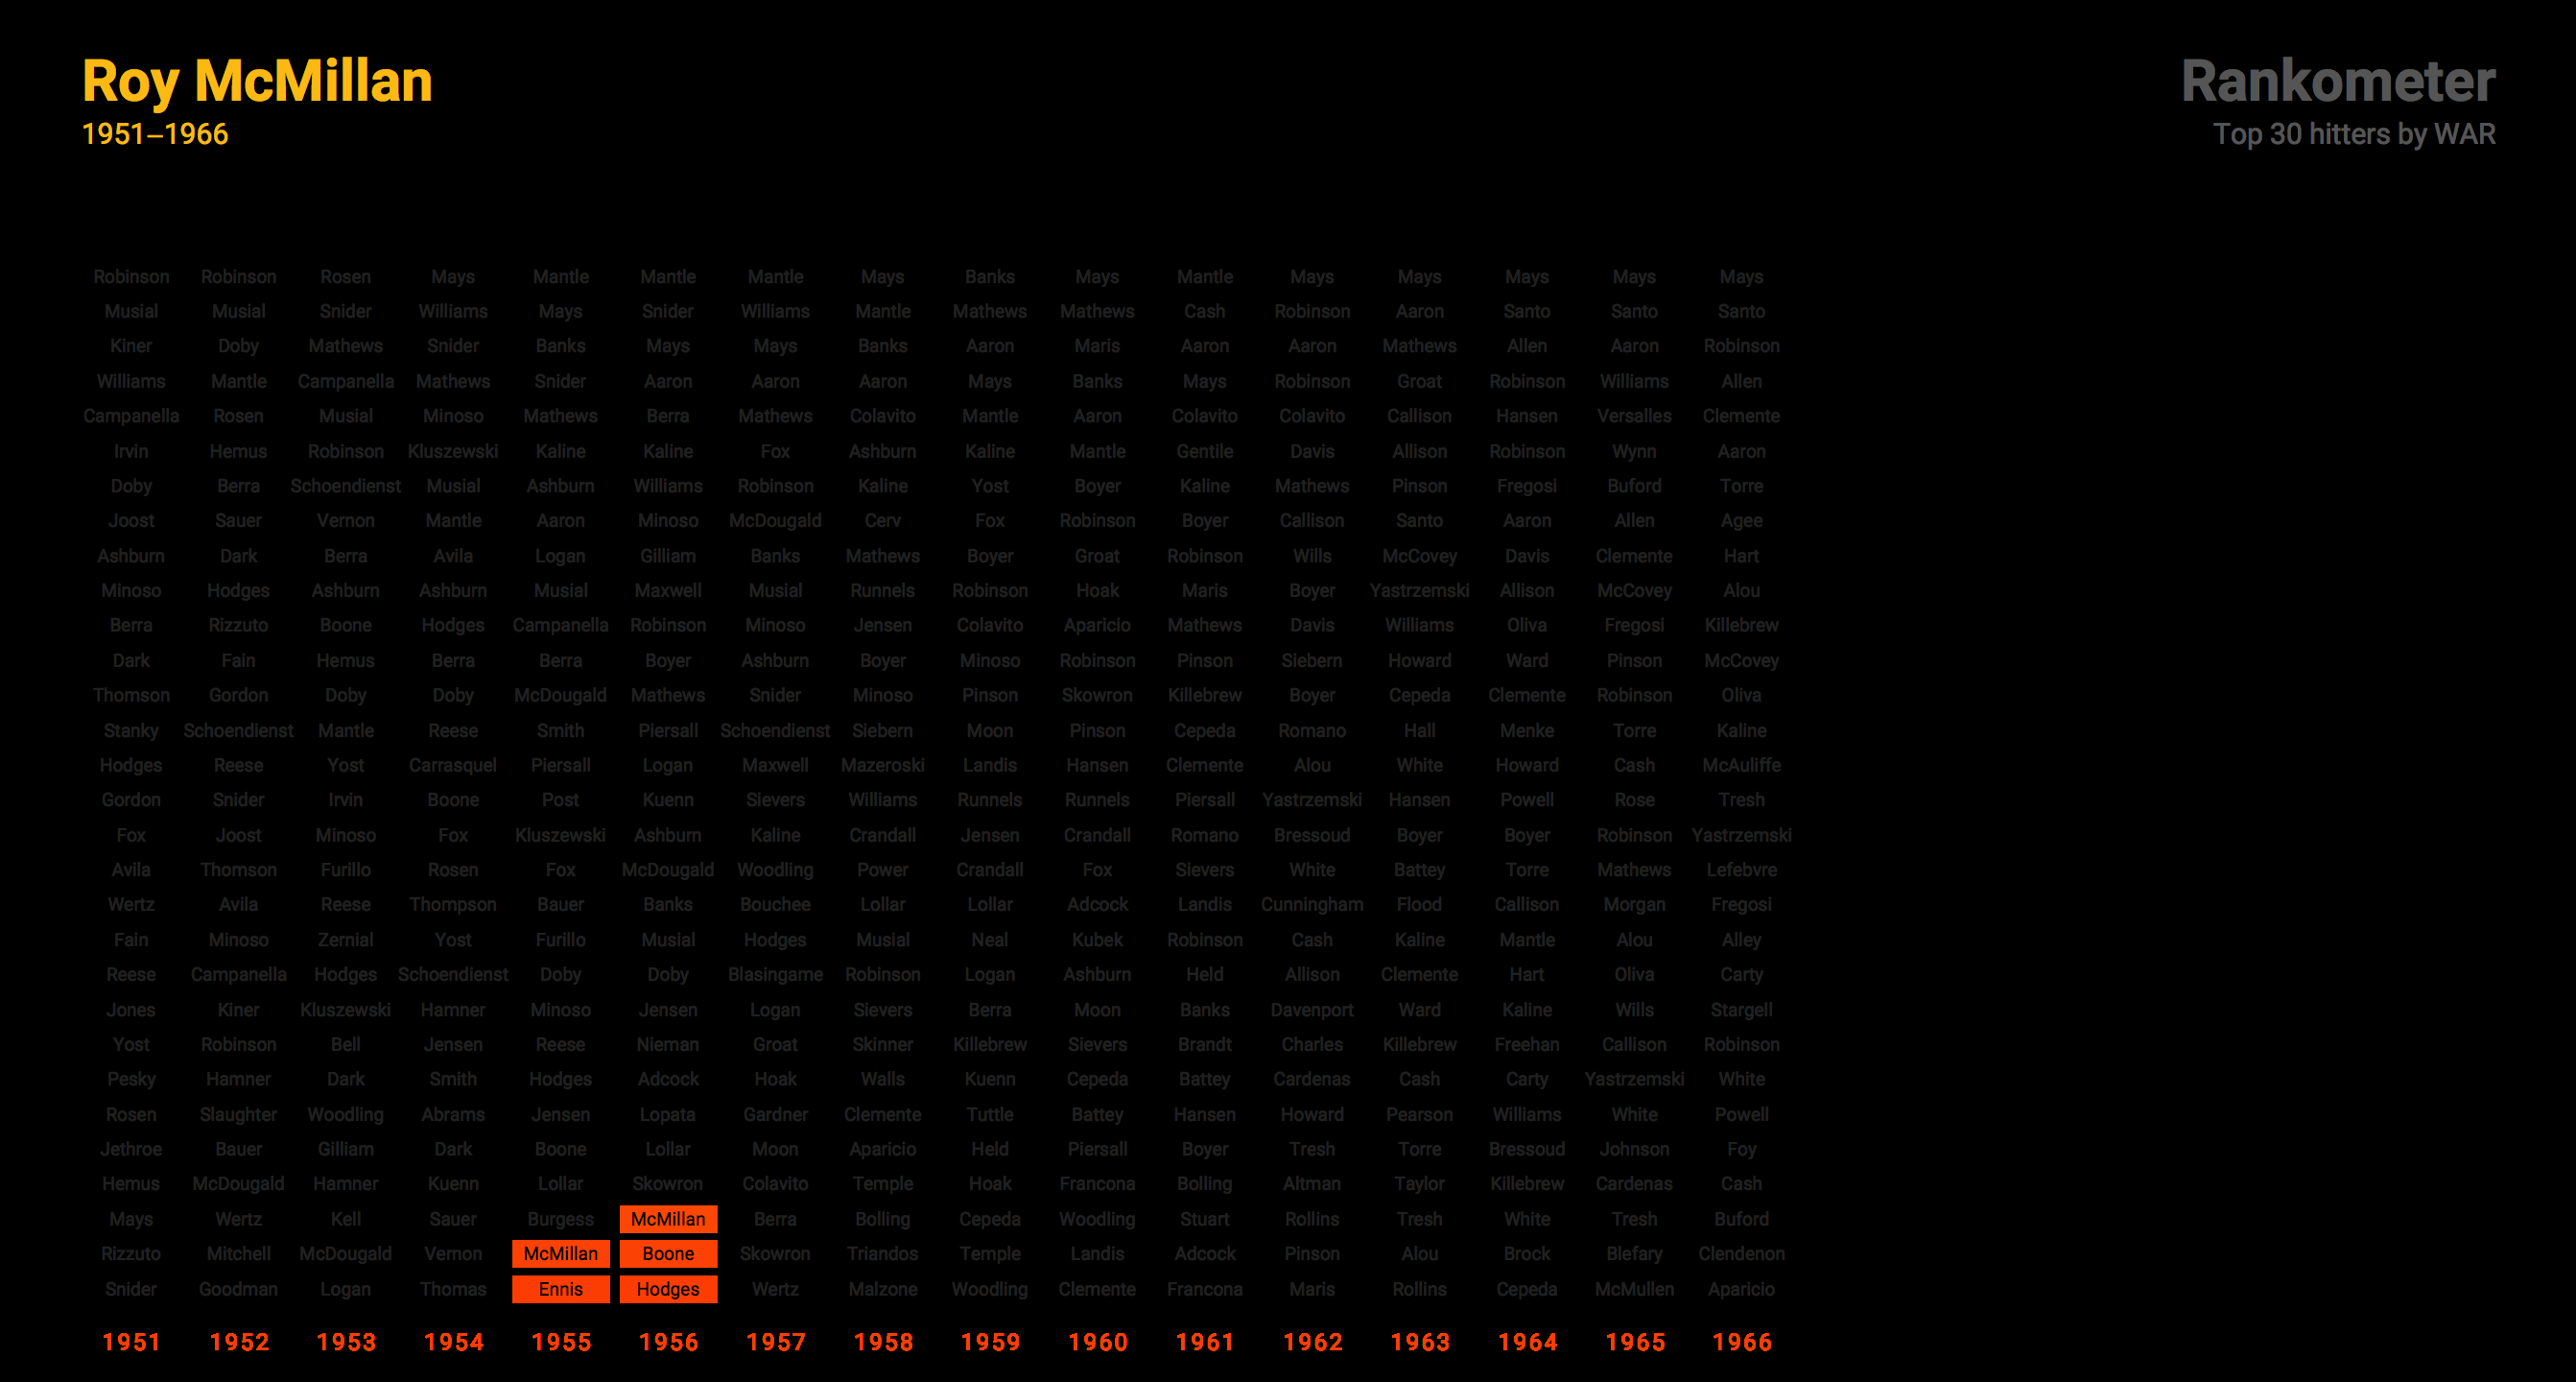 Roy McMillan
1951–1966
Rankometer
Top 30 hitters by WAR
Robinson Robinson Rosen Mays Mantle Mantle Mantle Mays Banks Mays Mantle Mays Mays Mays Mays Mays
Musial Musial Snider Williams Mays Snider Williams Mantle Mathews Mathews Cash Robinson Aaron Santo Santo Santo
Kiner Doby Mathews Snider Banks Mays Mays Banks Aaron Maris Aaron Aaron Mathews Allen Aaron Robinson
Williams Mantle Campanella Mathews Snider Aaron Aaron Aaron Mays Banks Mays Robinson Groat Robinson Williams Allen
Campanella Rosen Musial Minoso Mathews Berra Mathews Colavito Mantle Aaron Colavito Colavito Callison Hansen Versalles Clemente
Irvin Hemus Robinson Kluszewski Kaline Kaline Fox Ashburn Kaline Mantle Gentile Davis Allison Robinson Wynn Aaron
Doby Berra Schoendienst Musial Ashburn Williams Robinson Kaline Yost Boyer Kaline Mathews Pinson Fregosi Buford Torre
Joost Sauer Vernon Mantle Aaron Minoso McDougald Cerv Fox Robinson Boyer Callison Santo Aaron Allen Agee
Ashburn Dark Berra Avila Logan Gilliam Banks Mathews Boyer Groat Robinson Wills McCovey Davis Clemente Hart
Minoso Hodges Ashburn Ashburn Musial Maxwell Musial Runnels Robinson Hoak Maris Boyer Yastrzemski Allison McCovey Alou
Berra Rizzuto Boone Hodges Campanella Robinson Minoso Jensen Colavito Aparicio Mathews Davis Williams Oliva Fregosi Killebrew
Dark Fain Hemus Berra Berra Boyer Ashburn Boyer Minoso Robinson Pinson Siebern Howard Ward Pinson McCovey
Thomson Gordon Doby Doby McDougald Mathews Snider Minoso Pinson Skowron Killebrew Boyer Cepeda Clemente Robinson Oliva
Stanky Schoendienst Mantle Reese Smith Piersall Schoendienst Siebern Moon Pinson Cepeda Romano Hall Menke Torre Kaline
Hodges Reese Yost Carrasquel Piersall Logan Maxwell Mazeroski Landis Hansen Clemente Alou White Howard Cash McAuliffe
Gordon Snider Irvin Boone Post Kuenn Sievers Williams Runnels Runnels Piersall Yastrzemski Hansen Powell Rose Tresh
Fox Joost Minoso Fox Kluszewski Ashburn Kaline Crandall Jensen Crandall Romano Bressoud Boyer Boyer Robinson Yastrzemski
Avila Thomson Furillo Rosen Fox McDougald Woodling Power Crandall Fox Sievers White Battey Torre Mathews Lefebvre
Wertz Avila Reese Thompson Bauer Banks Bouchee Lollar Lollar Adcock Landis Cunningham Flood Callison Morgan Fregosi
Fain Minoso Zernial Yost Furillo Musial Hodges Musial Neal Kubek Robinson Cash Kaline Mantle Alou Alley
Reese Campanella Hodges Schoendienst Doby Doby Blasingame Robinson Logan Ashburn Held Allison Clemente Hart Oliva Carty
Jones Kiner Kluszewski Hamner Minoso Jensen Logan Sievers Berra Moon Banks Davenport Ward Kaline Wills Stargell
Yost Robinson Bell Jensen Reese Nieman Groat Skinner Killebrew Sievers Brandt Charles Killebrew Freehan Callison Robinson
Pesky Hamner Dark Smith Hodges Adcock Hoak Walls Kuenn Cepeda Battey Cardenas Cash Carty Yastrzemski White
Rosen Slaughter Woodling Abrams Jensen Lopata Gardner Clemente Tuttle Battey Hansen Howard Pearson Williams White Powell
Jethroe Bauer Gilliam Dark Boone Lollar Moon Aparicio Held Piersall Boyer Tresh Torre Bressoud Johnson Foy
Hemus McDougald Hamner Kuenn Lollar Skowron Colavito Temple Hoak Francona Bolling Altman Taylor Killebrew Cardenas Cash
Mays Wertz Kell Sauer Burgess McMillan Berra Bolling Cepeda Woodling Stuart Rollins Tresh White Tresh Buford
Rizzuto Mitchell McDougald Vernon McMillan Boone Skowron Triandos Temple Landis Adcock Pinson Alou Brock Blefary Clendenon
Snider Goodman Logan Thomas Ennis Hodges Wertz Malzone Woodling Clemente Francona Maris Rollins Cepeda McMullen Aparicio
1951 1952 1953 1954 1955 1956 1957 1958 1959 1960 1961 1962 1963 1964 1965 1966